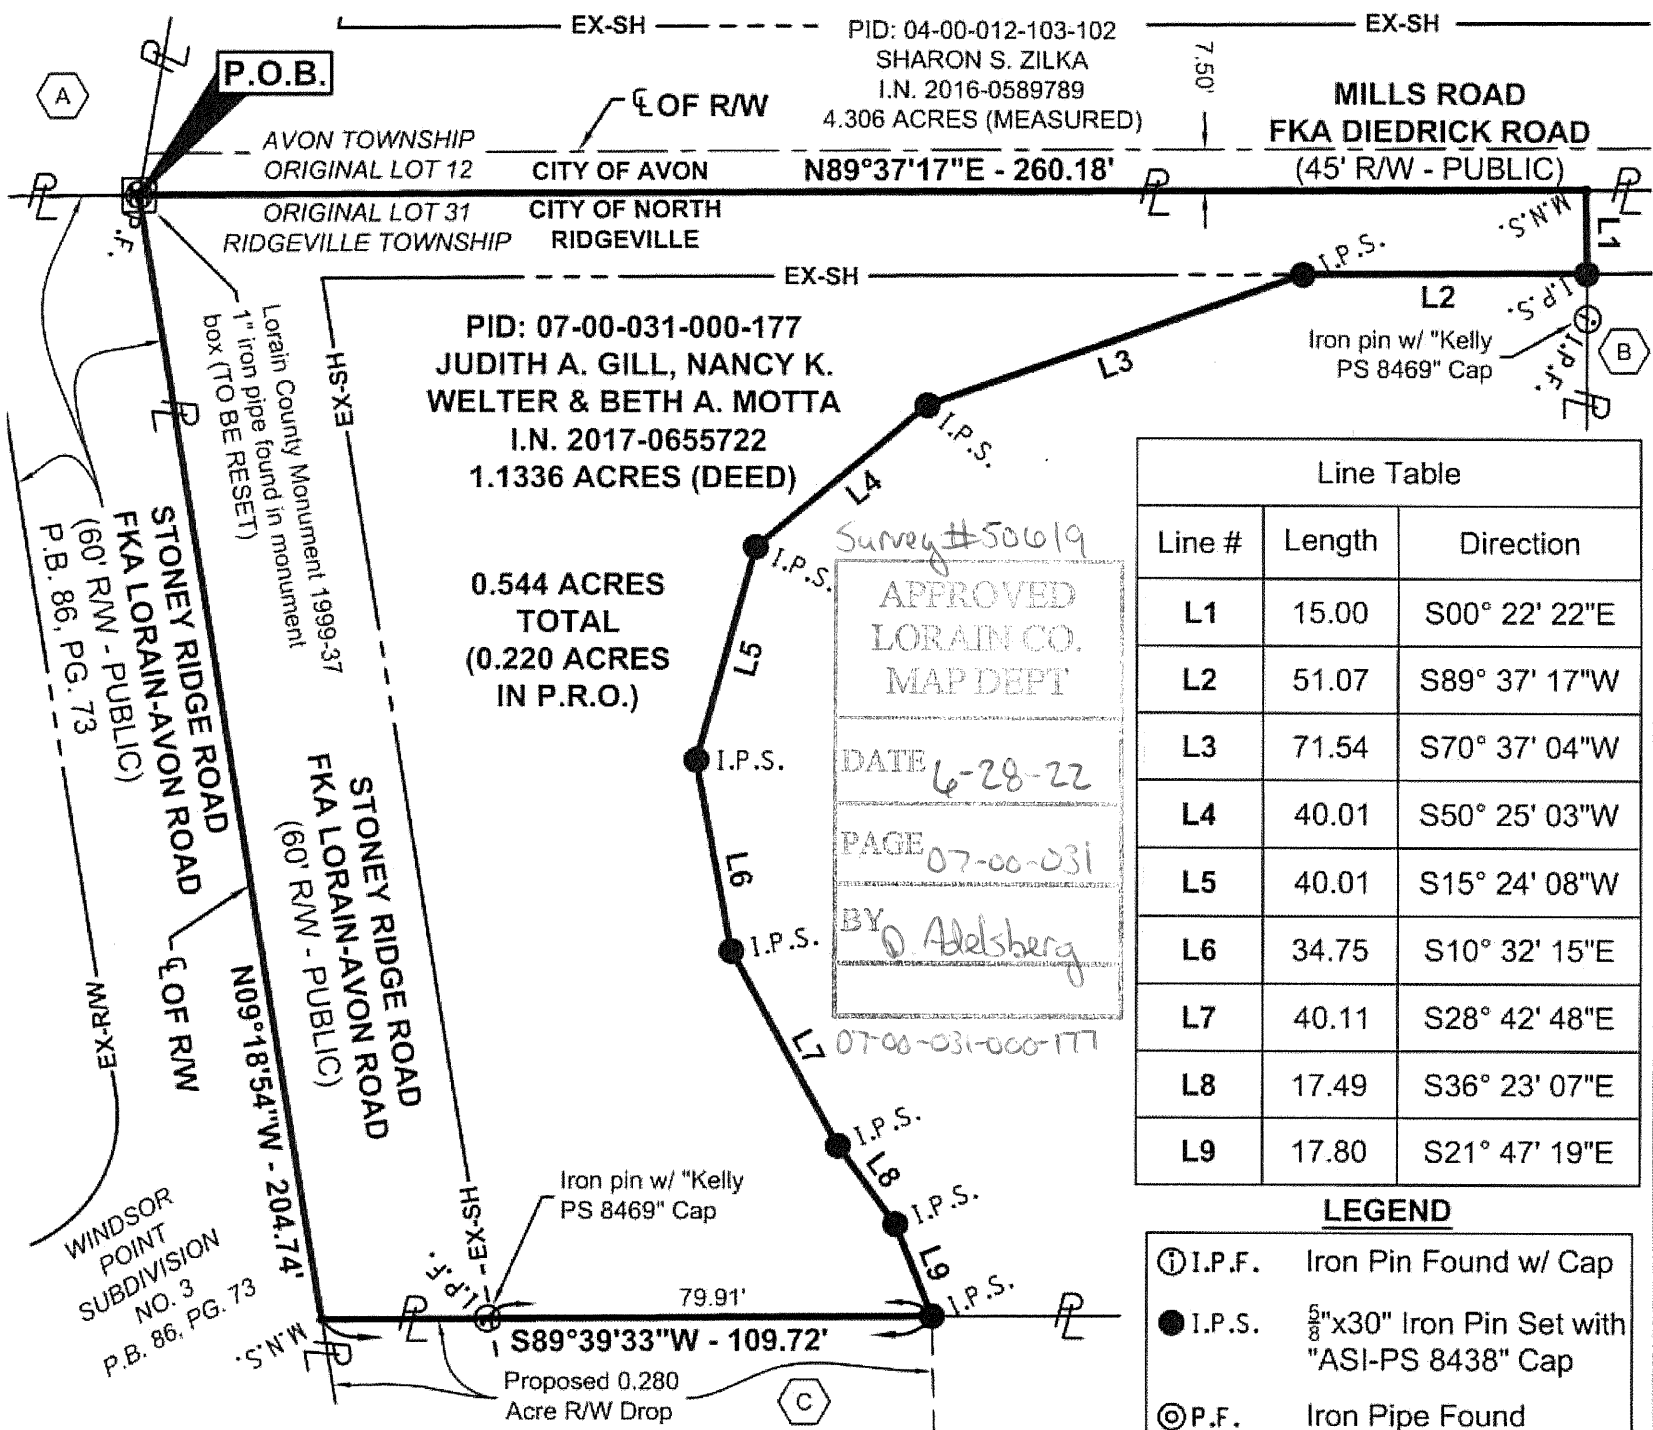 EX-SH
PID: 04-00-012-103-102
SHARON S. ZILKA
I.N. 2016-0589789
4.306 ACRES (MEASURED)
7.50'
EX-SH
MILLS ROAD
FKA DIEDRICK ROAD
(45' R/W - PUBLIC)
A
PL
P.O.B.
℄ OF R/W
AVON TOWNSHIP
ORIGINAL LOT 12
CITY OF AVON
N89°37'17"E - 260.18'
PL
PL
PL
ORIGINAL LOT 31
RIDGEVILLE TOWNSHIP
CITY OF NORTH
RIDGEVILLE
P.F.
M.N.S.
L1
EX-SH
I.P.S.
L2
I.P.S.
Iron pin w/ "Kelly
PS 8469" Cap
I.P.F.
B
PL
Lorain County Monument 1999-37
1" iron pipe found in monument
box (TO BE RESET)
EX-SH
PID: 07-00-031-000-177
JUDITH A. GILL, NANCY K.
WELTER & BETH A. MOTTA
I.N. 2017-0655722
1.1336 ACRES (DEED)
L3
I.P.S.
L4
I.P.S.
PL
STONEY RIDGE ROAD
FKA LORAIN-AVON ROAD
(60' R/W - PUBLIC)
P.B. 86, PG. 73
0.544 ACRES
TOTAL
(0.220 ACRES
IN P.R.O.)
L5
I.P.S.
L6
I.P.S.
L7
Survey #50619
APPROVED
LORAIN CO.
MAP DEPT
DATE 6-28-22
PAGE 07-00-031
BY D. Adelsberg
07-00-031-000-177
Line Table
Line # Length Direction
L1 15.00 S00° 22' 22"E
L2 51.07 S89° 37' 17"W
L3 71.54 S70° 37' 04"W
L4 40.01 S50° 25' 03"W
L5 40.01 S15° 24' 08"W
L6 34.75 S10° 32' 15"E
L7 40.11 S28° 42' 48"E
L8 17.49 S36° 23' 07"E
L9 17.80 S21° 47' 19"E
STONEY RIDGE ROAD
FKA LORAIN-AVON ROAD
(60' R/W - PUBLIC)
EX-R/W
℄ OF R/W
N09°18'54"W - 204.74'
I.P.S.
L8
I.P.S.
L9
I.P.S.
EX-SH
Iron pin w/ "Kelly
PS 8469" Cap
I.P.F.
WINDSOR
POINT
SUBDIVISION
NO. 3
P.B. 86, PG. 73
M.N.S.
PL
PL
79.91'
S89°39'33"W - 109.72'
PL
Proposed 0.280
Acre R/W Drop
C
LEGEND
I.P.F. Iron Pin Found w/ Cap
I.P.S. 5/8"x30" Iron Pin Set with
"ASI-PS 8438" Cap
P.F. Iron Pipe Found